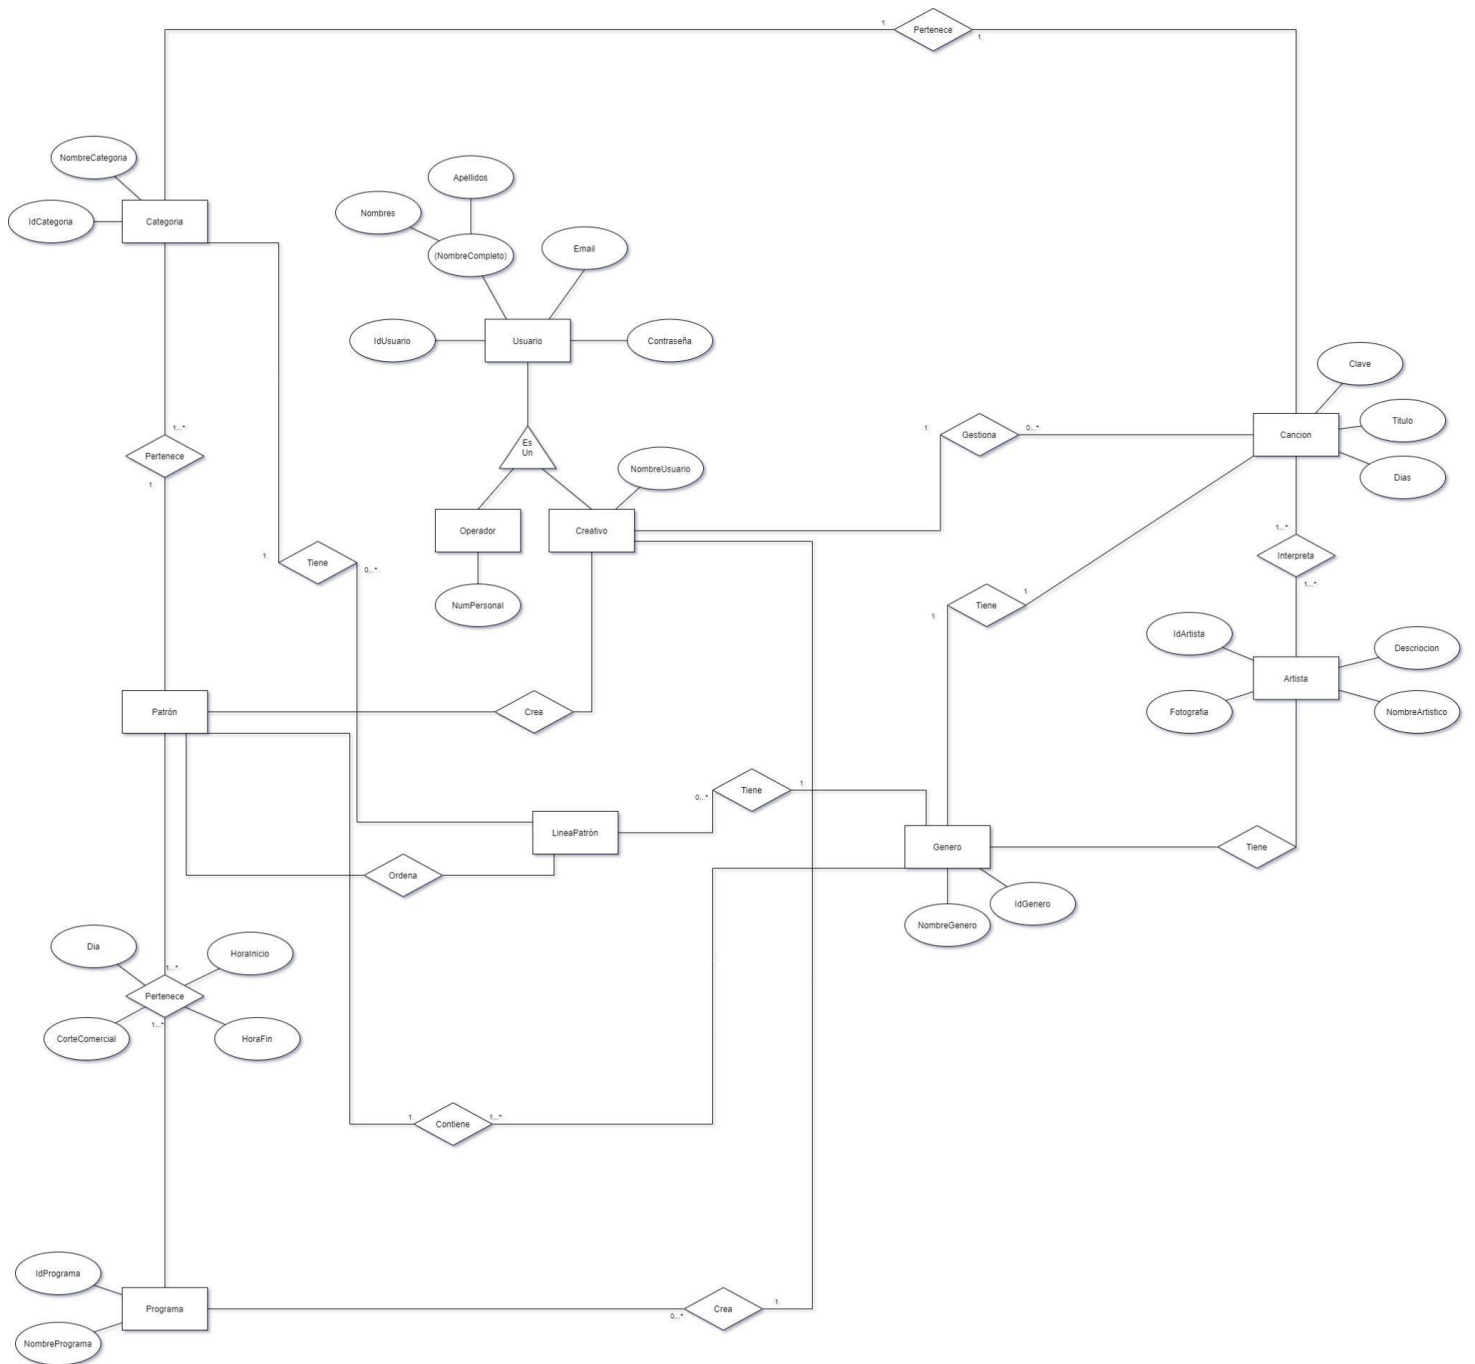 1
Pertenece
1
NombreCategoria
IdCategoria
Categoria
Apellidos
Nombres
(NombreCompleto)
Email
IdUsuario
Usuario
Contraseña
Clave
Titulo
Cancion
Dias
1...*
Pertenece
1
1
Gestiona
0...*
Es
Un
NombreUsuario
Operador
Creativo
NumPersonal
1
Tiene
0...*
1...*
Interpreta
1...*
Tiene
1
1
IdArtista
Descriocion
Artista
Fotografia
NombreArtistico
Patròn
Crea
0...*
Tiene
1
LineaPatròn
Genero
Tiene
Ordena
IdGenero
NombreGenero
Dia
HoraInicio
1...*
Pertenece
1...*
CorteComercial
HoraFin
1
Contiene
1...*
IdPrograma
Programa
NombrePrograma
0...*
Crea
1